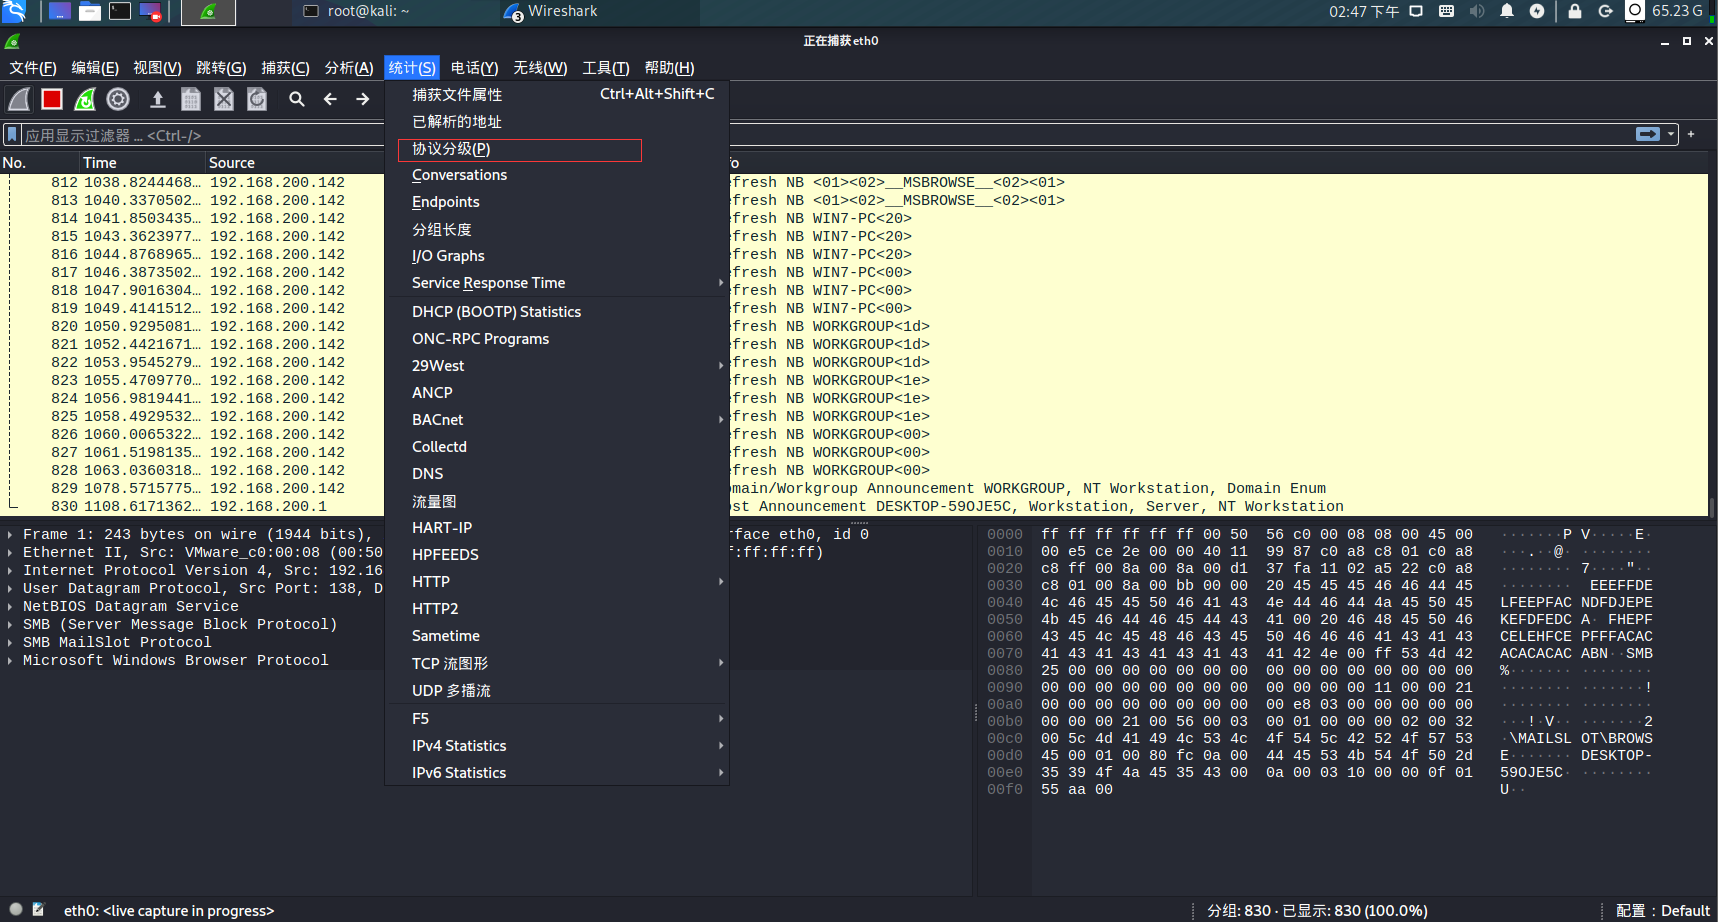 root@kali: ~
3 Wireshark
02:47 下午
65.23 G
正在捕获eth0
文件(F) 编辑(E) 视图(V) 跳转(G) 捕获(C) 分析(A) 统计(S) 电话(Y) 无线(W) 工具(T) 帮助(H)
捕获文件属性 Ctrl+Alt+Shift+C
已解析的地址
协议分级(P)
Conversations
Endpoints
分组长度
I/O Graphs
Service Response Time
DHCP (BOOTP) Statistics
ONC-RPC Programs
29West
ANCP
BACnet
Collectd
DNS
流量图
HART-IP
HPFEEDS
HTTP
HTTP2
Sametime
TCP 流图形
UDP 多播流
F5
IPv4 Statistics
IPv6 Statistics
应用显示过滤器 … <Ctrl-/>
No. Time Source fo
812 1038.8244468… 192.168.200.142 efresh NB <01><02>__MSBROWSE__<02><01>
813 1040.3370502… 192.168.200.142 efresh NB <01><02>__MSBROWSE__<02><01>
814 1041.8503435… 192.168.200.142 efresh NB WIN7-PC<20>
815 1043.3623977… 192.168.200.142 efresh NB WIN7-PC<20>
816 1044.8768965… 192.168.200.142 efresh NB WIN7-PC<20>
817 1046.3873502… 192.168.200.142 efresh NB WIN7-PC<00>
818 1047.9016304… 192.168.200.142 efresh NB WIN7-PC<00>
819 1049.4141512… 192.168.200.142 efresh NB WIN7-PC<00>
820 1050.9295081… 192.168.200.142 efresh NB WORKGROUP<1d>
821 1052.4421671… 192.168.200.142 efresh NB WORKGROUP<1d>
822 1053.9545279… 192.168.200.142 efresh NB WORKGROUP<1d>
823 1055.4709770… 192.168.200.142 efresh NB WORKGROUP<1e>
824 1056.9819441… 192.168.200.142 efresh NB WORKGROUP<1e>
825 1058.4929532… 192.168.200.142 efresh NB WORKGROUP<1e>
826 1060.0065322… 192.168.200.142 efresh NB WORKGROUP<00>
827 1061.5198135… 192.168.200.142 efresh NB WORKGROUP<00>
828 1063.0360318… 192.168.200.142 efresh NB WORKGROUP<00>
829 1078.5715775… 192.168.200.142 omain/Workgroup Announcement WORKGROUP, NT Workstation, Domain Enum
830 1108.6171362… 192.168.200.1 ost Announcement DESKTOP-59OJE5C, Workstation, Server, NT Workstation
Frame 1: 243 bytes on wire (1944 bits), rface eth0, id 0
Ethernet II, Src: VMware_c0:00:08 (00:50 f:ff:ff:ff)
Internet Protocol Version 4, Src: 192.16
User Datagram Protocol, Src Port: 138, D
NetBIOS Datagram Service
SMB (Server Message Block Protocol)
SMB MailSlot Protocol
Microsoft Windows Browser Protocol
0000 ff ff ff ff ff ff 00 50 56 c0 00 08 08 00 45 00 ·······P V·····E·
0010 00 e5 ce 2e 00 00 40 11 99 87 c0 a8 c8 01 c0 a8 ···.··@· ········
0020 c8 ff 00 8a 00 8a 00 d1 37 fa 11 02 a5 22 c0 a8 ········ 7····"··
0030 c8 01 00 8a 00 bb 00 00 20 45 45 45 46 46 44 45 ········ EEEFFDE
0040 4c 46 45 45 50 46 41 43 4e 44 46 44 4a 45 50 45 LFEEPFAC NDFDJEPE
0050 4b 45 46 44 46 45 44 43 41 00 20 46 48 45 50 46 KEFDFEDC A· FHEPF
0060 43 45 4c 45 48 46 43 45 50 46 46 46 41 43 41 43 CELEHFCE PFFFACAC
0070 41 43 41 43 41 43 41 43 41 42 4e 00 ff 53 4d 42 ACACACAC ABN··SMB
0080 25 00 00 00 00 00 00 00 00 00 00 00 00 00 00 00 %······· ········
0090 00 00 00 00 00 00 00 00 00 00 00 00 11 00 00 21 ········ ·······!
00a0 00 00 00 00 00 00 00 00 00 e8 03 00 00 00 00 00 ········ ········
00b0 00 00 00 21 00 56 00 03 00 01 00 00 00 02 00 32 ···!·V·· ·······2
00c0 00 5c 4d 41 49 4c 53 4c 4f 54 5c 42 52 4f 57 53 ·\MAILSL OT\BROWS
00d0 45 00 01 00 80 fc 0a 00 44 45 53 4b 54 4f 50 2d E······· DESKTOP-
00e0 35 39 4f 4a 45 35 43 00 0a 00 03 10 00 00 0f 01 59OJE5C· ········
00f0 55 aa 00 U··
eth0: <live capture in progress>
分组: 830 · 已显示: 830 (100.0%)
配置：Default